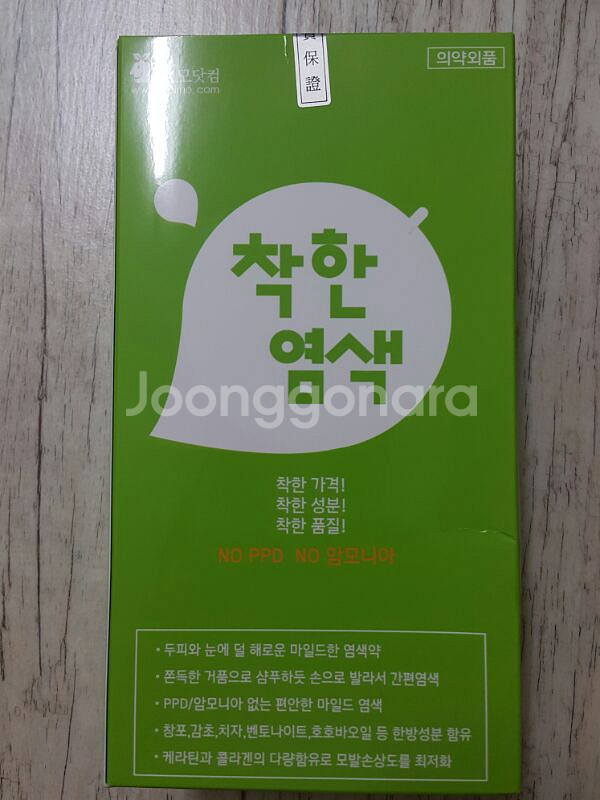 모닷컴
의약외품
保
證
착한
염색
Joonggonara
착한 가격!
착한 성분!
착한 품질!
NO PPD NO 암모니아
· 두피와 눈에 덜 해로운 마일드한 염색약
· 쫀득한 거품으로 샴푸하듯 손으로 발라서 간편염색
· PPD/암모니아 없는 편안한 마일드 염색
· 창포,감초,치자,벤토나이트,호호바오일 등 한방성분 함유
· 케라틴과 콜라겐의 다량함유로 모발손상도를 최저화